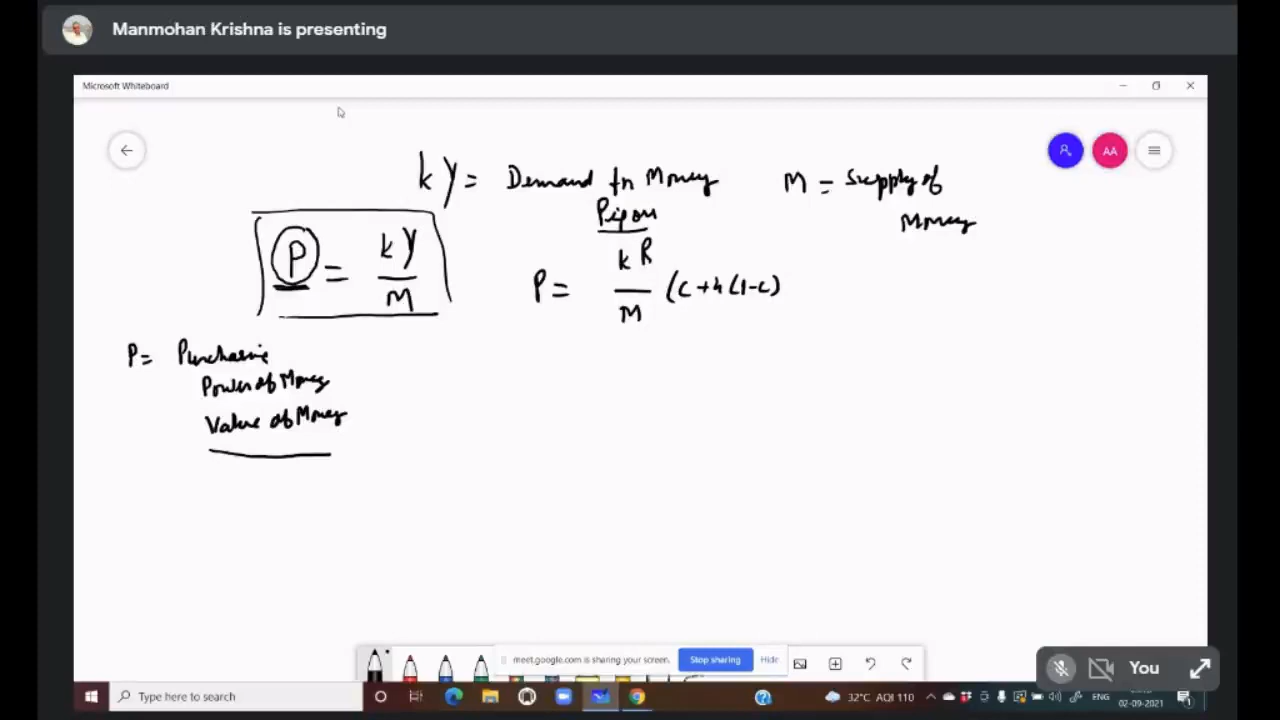 Manmohan Krishna is presenting
Microsoft Whiteboard
AA
kY = Demand for Money
M = Supply of
Money
Pigou
P = kY
M
P = kR
M (c+h(1-c)
P = Purchasing
Power of Money
Value of Money
meet.google.com is sharing your screen.
Stop sharing
Hide
You
Type here to search
32°C AQI 110
ENG
02-09-2021